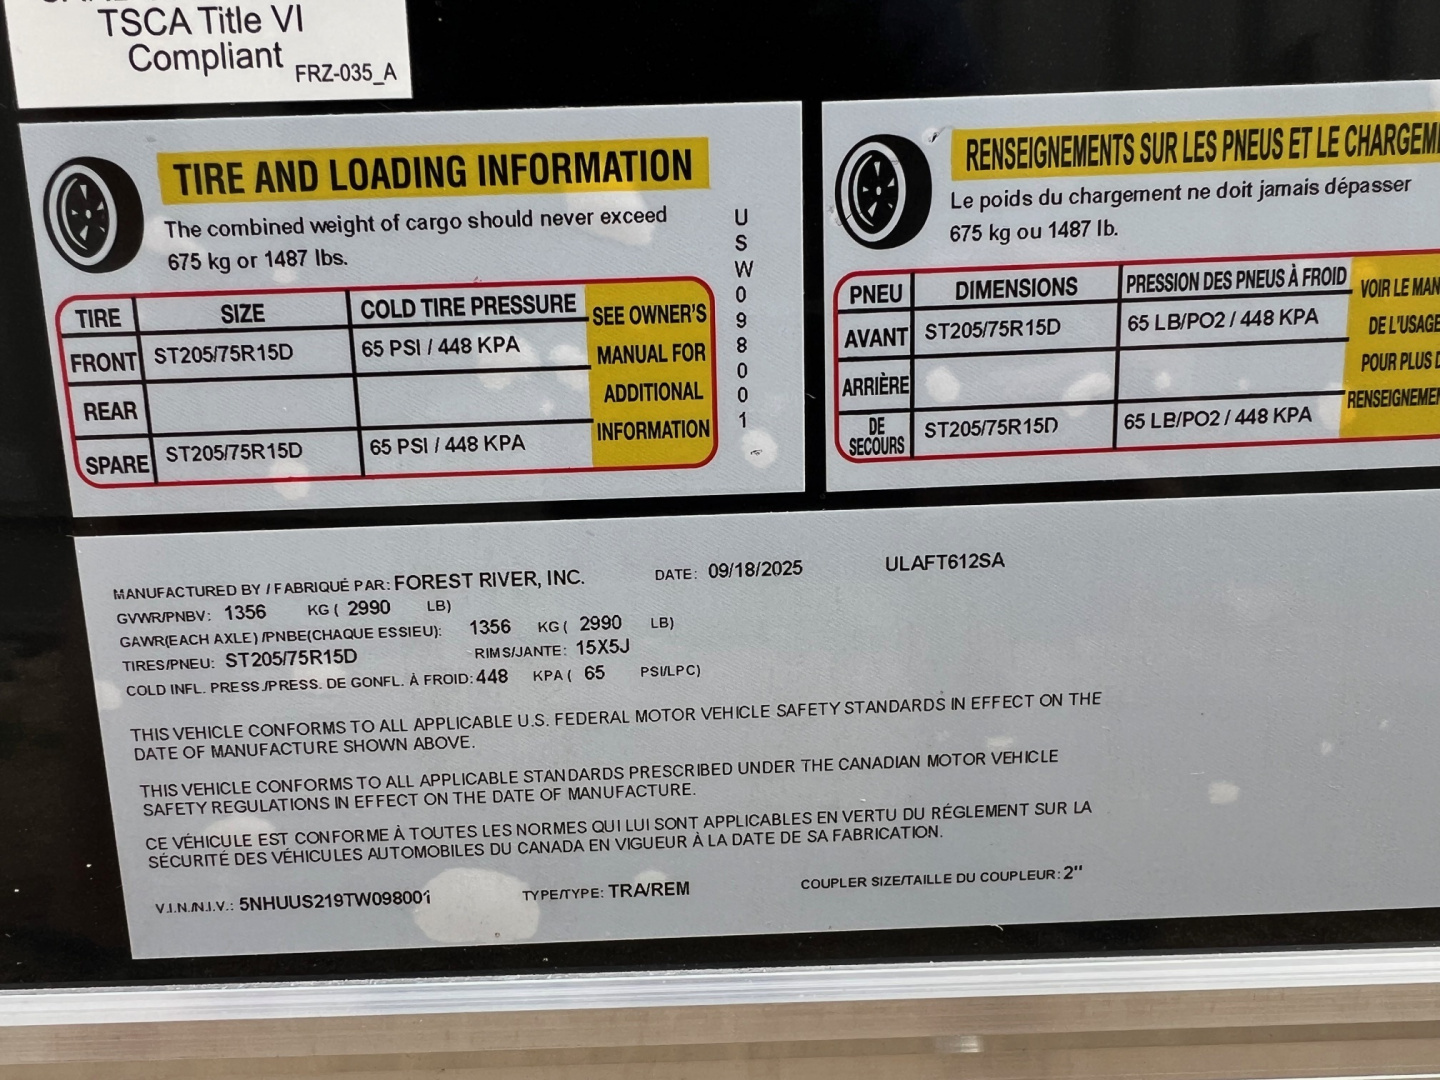 TSCA Title VI
Compliant
FRZ-035_A
TIRE AND LOADING INFORMATION
The combined weight of cargo should never exceed
675 kg or 1487 lbs.
TIRE SIZE COLD TIRE PRESSURE
FRONT ST205/75R15D 65 PSI / 448 KPA
REAR
SPARE ST205/75R15D 65 PSI / 448 KPA
SEE OWNER'S
MANUAL FOR
ADDITIONAL
INFORMATION
USW098001
RENSEIGNEMENTS SUR LES PNEUS ET LE CHARGEM
Le poids du chargement ne doit jamais dépasser
675 kg ou 1487 lb.
PNEU DIMENSIONS PRESSION DES PNEUS À FROID
AVANT ST205/75R15D 65 LB/PO2 / 448 KPA
ARRIÈRE
DE
SECOURS ST205/75R15D 65 LB/PO2 / 448 KPA
VOIR LE MAN
DE L'USAGE
POUR PLUS D
RENSEIGNEME
MANUFACTURED BY / FABRIQUÉ PAR: FOREST RIVER, INC. DATE: 09/18/2025 ULAFT612SA
GVWR/PNBV: 1356 KG ( 2990 LB)
GAWR(EACH AXLE) /PNBE(CHAQUE ESSIEU): 1356 KG ( 2990 LB)
TIRES/PNEU: ST205/75R15D RIMS/JANTE: 15X5J
COLD INFL. PRESS./PRESS. DE GONFL. À FROID: 448 KPA ( 65 PSI/LPC)
THIS VEHICLE CONFORMS TO ALL APPLICABLE U.S. FEDERAL MOTOR VEHICLE SAFETY STANDARDS IN EFFECT ON THE
DATE OF MANUFACTURE SHOWN ABOVE.
THIS VEHICLE CONFORMS TO ALL APPLICABLE STANDARDS PRESCRIBED UNDER THE CANADIAN MOTOR VEHICLE
SAFETY REGULATIONS IN EFFECT ON THE DATE OF MANUFACTURE.
CE VÉHICULE EST CONFORME À TOUTES LES NORMES QUI LUI SONT APPLICABLES EN VERTU DU RÉGLEMENT SUR LA
SÉCURITÉ DES VÉHICULES AUTOMOBILES DU CANADA EN VIGUEUR À LA DATE DE SA FABRICATION.
V.I.N./N.I.V.: 5NHUUS219TW098001 TYPE/TYPE: TRA/REM COUPLER SIZE/TAILLE DU COUPLEUR: 2"